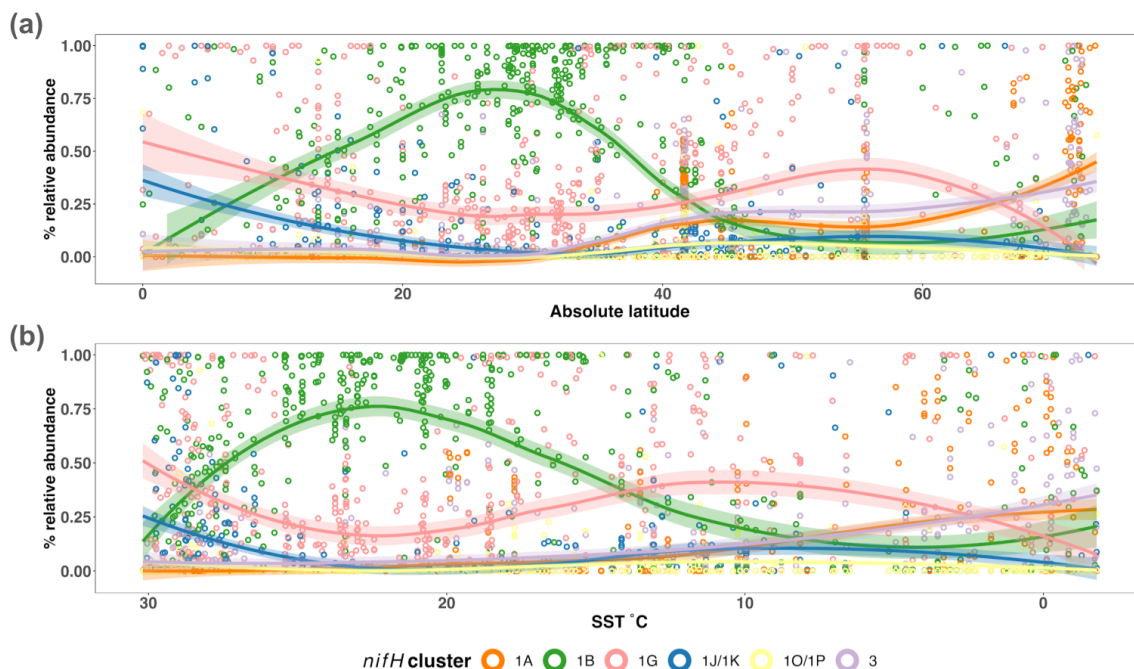 (a)
% relative abundance
1.00
0.75
0.50
0.25
0.00
0 20 40 60
Absolute latitude
(b)
% relative abundance
1.00
0.75
0.50
0.25
0.00
30 20 10 0
SST °C
nifH cluster 1A 1B 1G 1J/1K 1O/1P 3